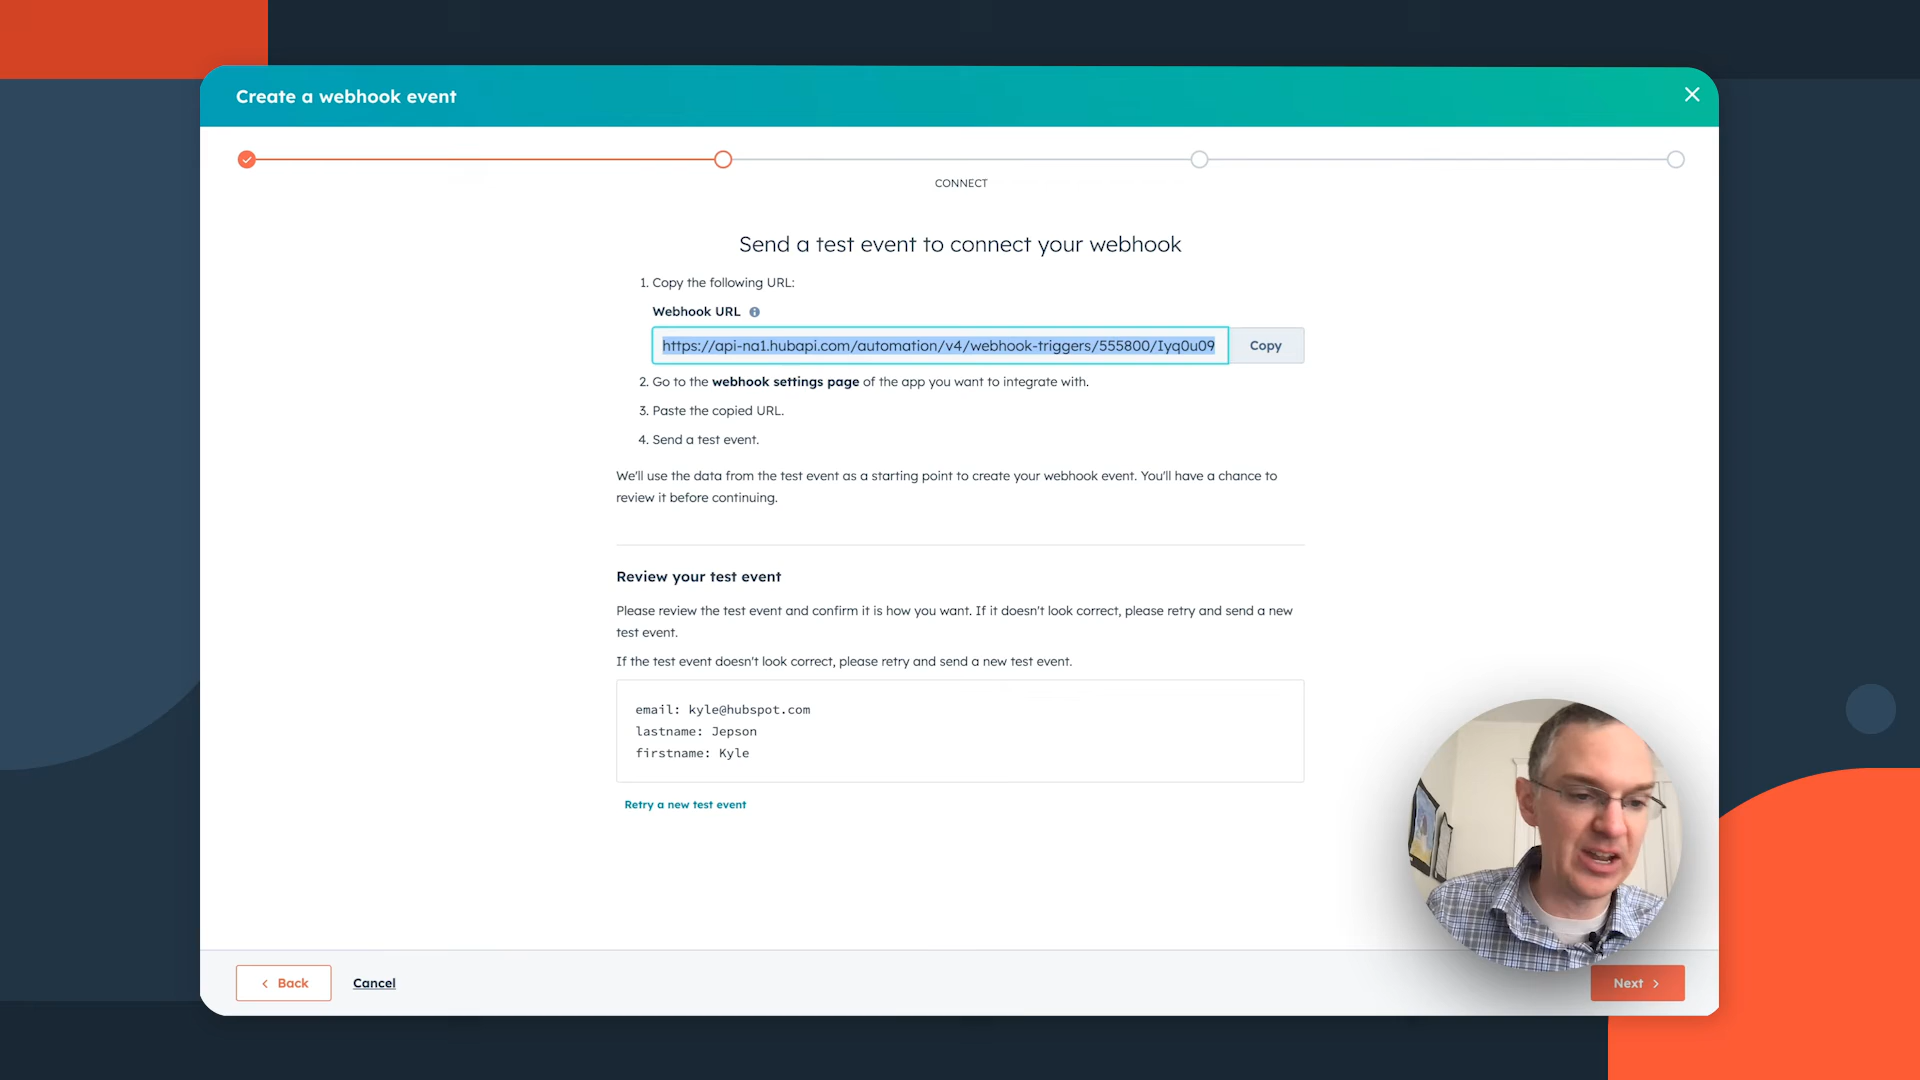 Create a webhook event
CONNECT
Send a test event to connect your webhook
1. Copy the following URL:
Webhook URL
https://api-na1.hubapi.com/automation/v4/webhook-triggers/555800/Iyq0u09
Copy
2. Go to the webhook settings page of the app you want to integrate with.
3. Paste the copied URL.
4. Send a test event.
We'll use the data from the test event as a starting point to create your webhook event. You'll have a chance to
review it before continuing.
Review your test event
Please review the test event and confirm it is how you want. If it doesn't look correct, please retry and send a new
test event.
If the test event doesn't look correct, please retry and send a new test event.
email: kyle@hubspot.com
lastname: Jepson
firstname: Kyle
Retry a new test event
Back
Cancel
Next